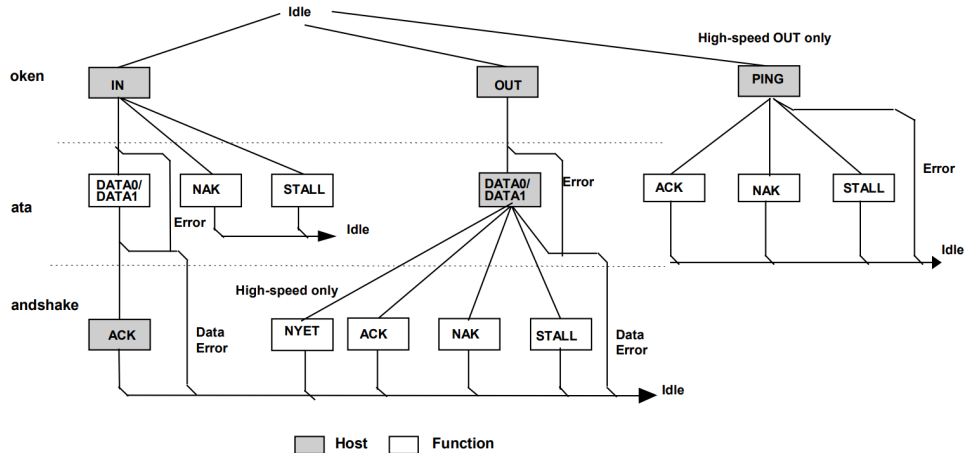 Idle
High-speed OUT only
oken
IN
OUT
PING
DATA0/
DATA1
NAK
STALL
DATA0/
DATA1
Error
ACK
NAK
STALL
Error
ata
Error
Idle
Idle
High-speed only
andshake
ACK
Data
Error
NYET
ACK
NAK
STALL
Data
Error
Idle
Host
Function